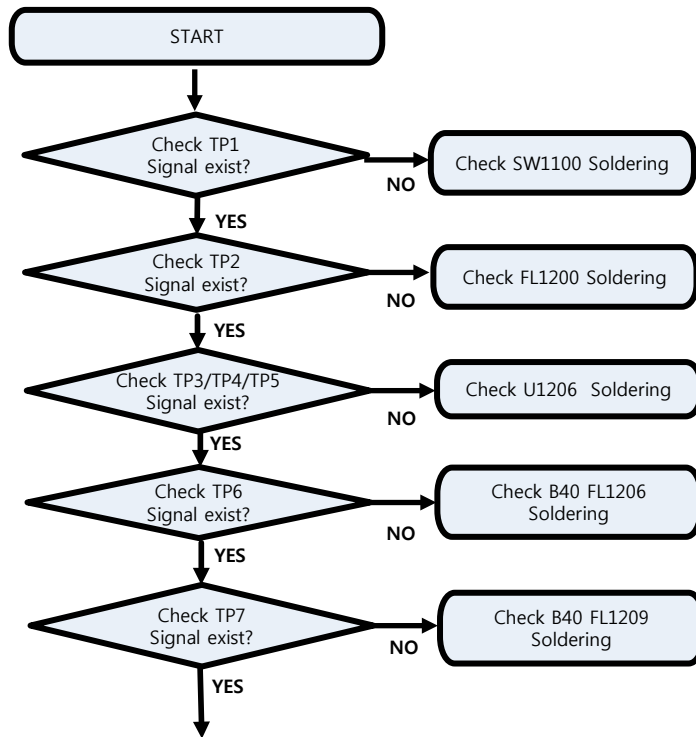 START
Check TP1
Signal exist?
NO
Check SW1100 Soldering
YES
Check TP2
Signal exist?
NO
Check FL1200 Soldering
YES
Check TP3/TP4/TP5
Signal exist?
NO
Check U1206 Soldering
YES
Check TP6
Signal exist?
NO
Check B40 FL1206
Soldering
YES
Check TP7
Signal exist?
NO
Check B40 FL1209
Soldering
YES